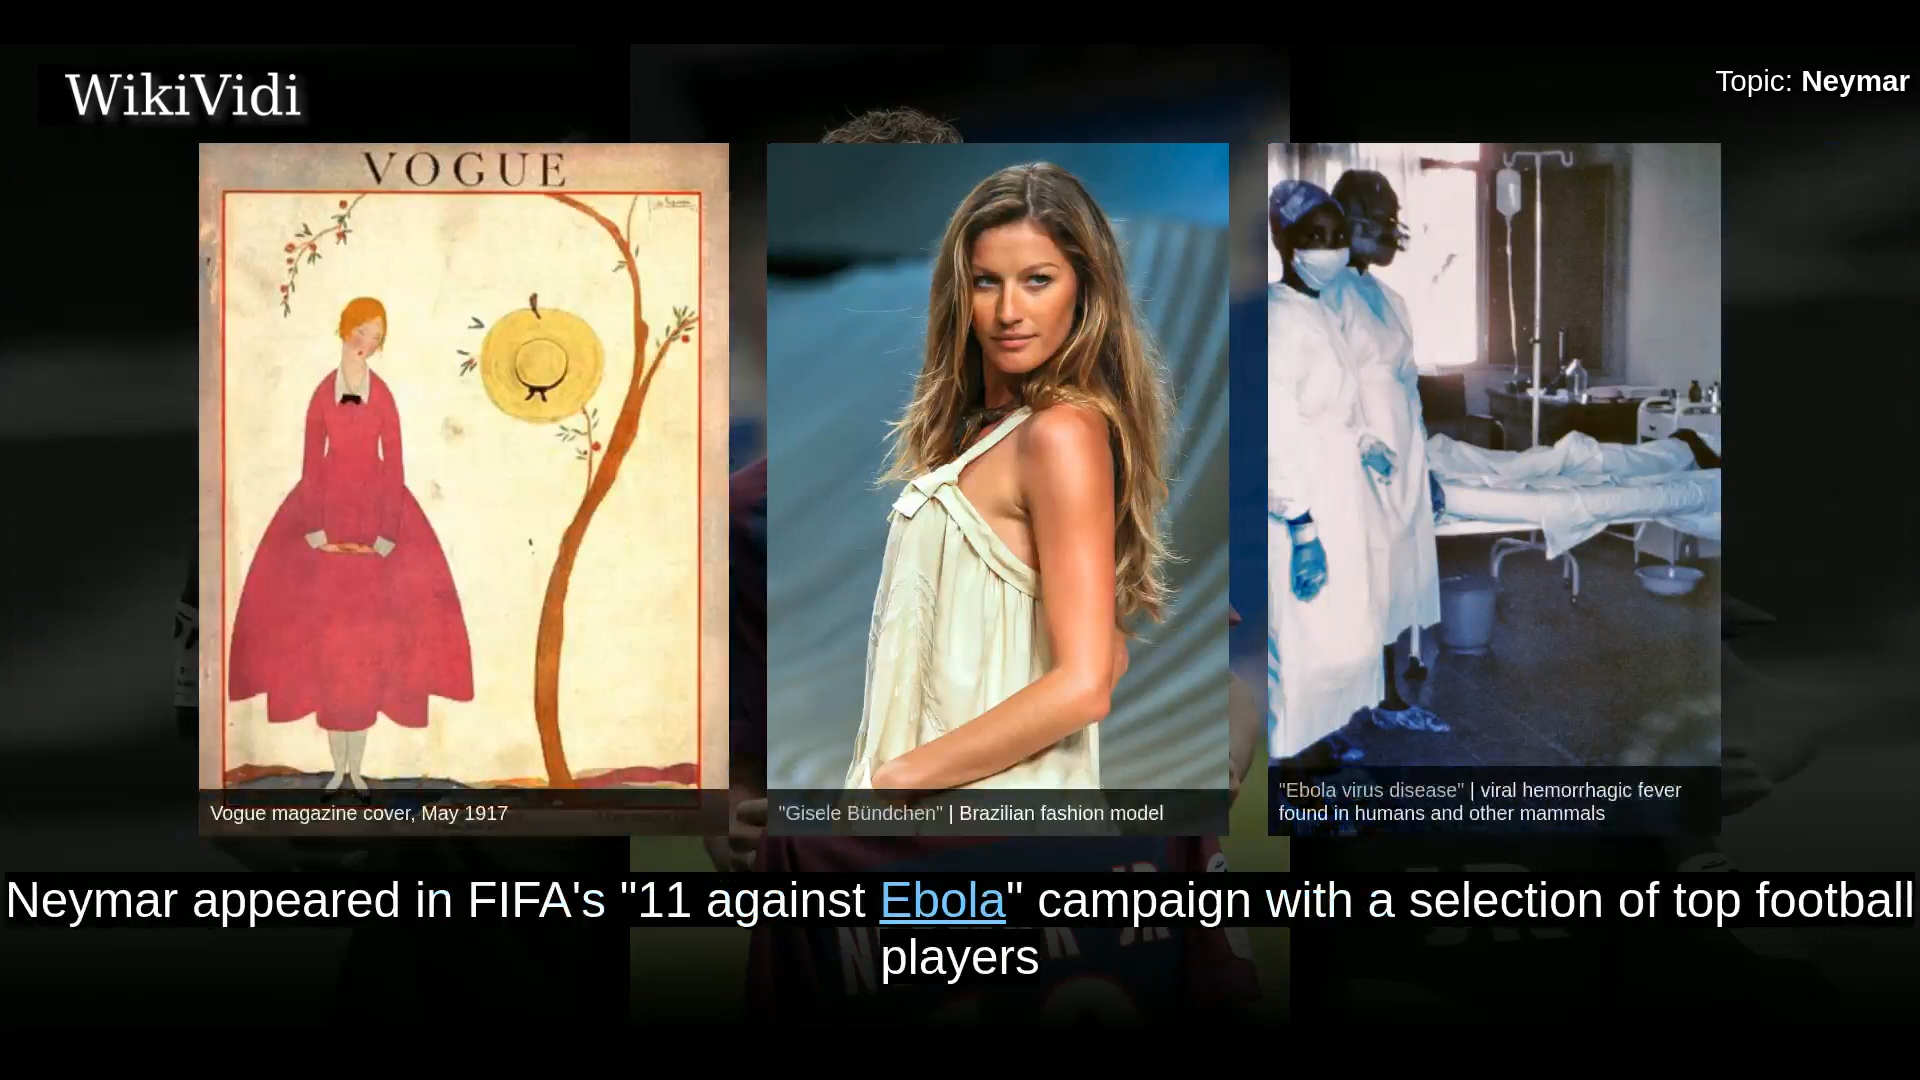 WikiVidi
Topic: Neymar
VOGUE
Vogue magazine cover, May 1917
"Gisele Bündchen" | Brazilian fashion model
"Ebola virus disease" | viral hemorrhagic fever
found in humans and other mammals
Neymar appeared in FIFA's "11 against Ebola" campaign with a selection of top football
players